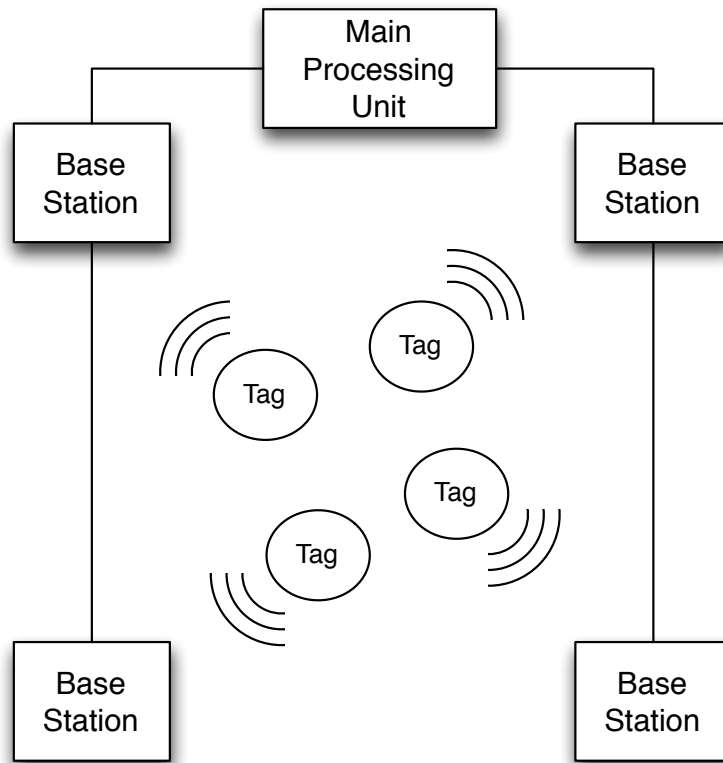 Main
Processing
Unit
Base
Station
Base
Station
Tag
Tag
Tag
Tag
Base
Station
Base
Station